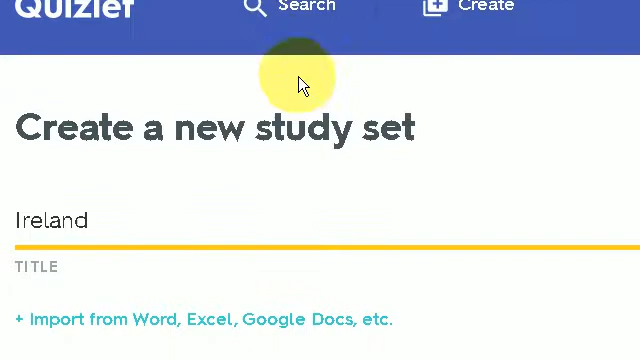 Quizlet
Search
Create
Create a new study set
Ireland
TITLE
+ Import from Word, Excel, Google Docs, etc.